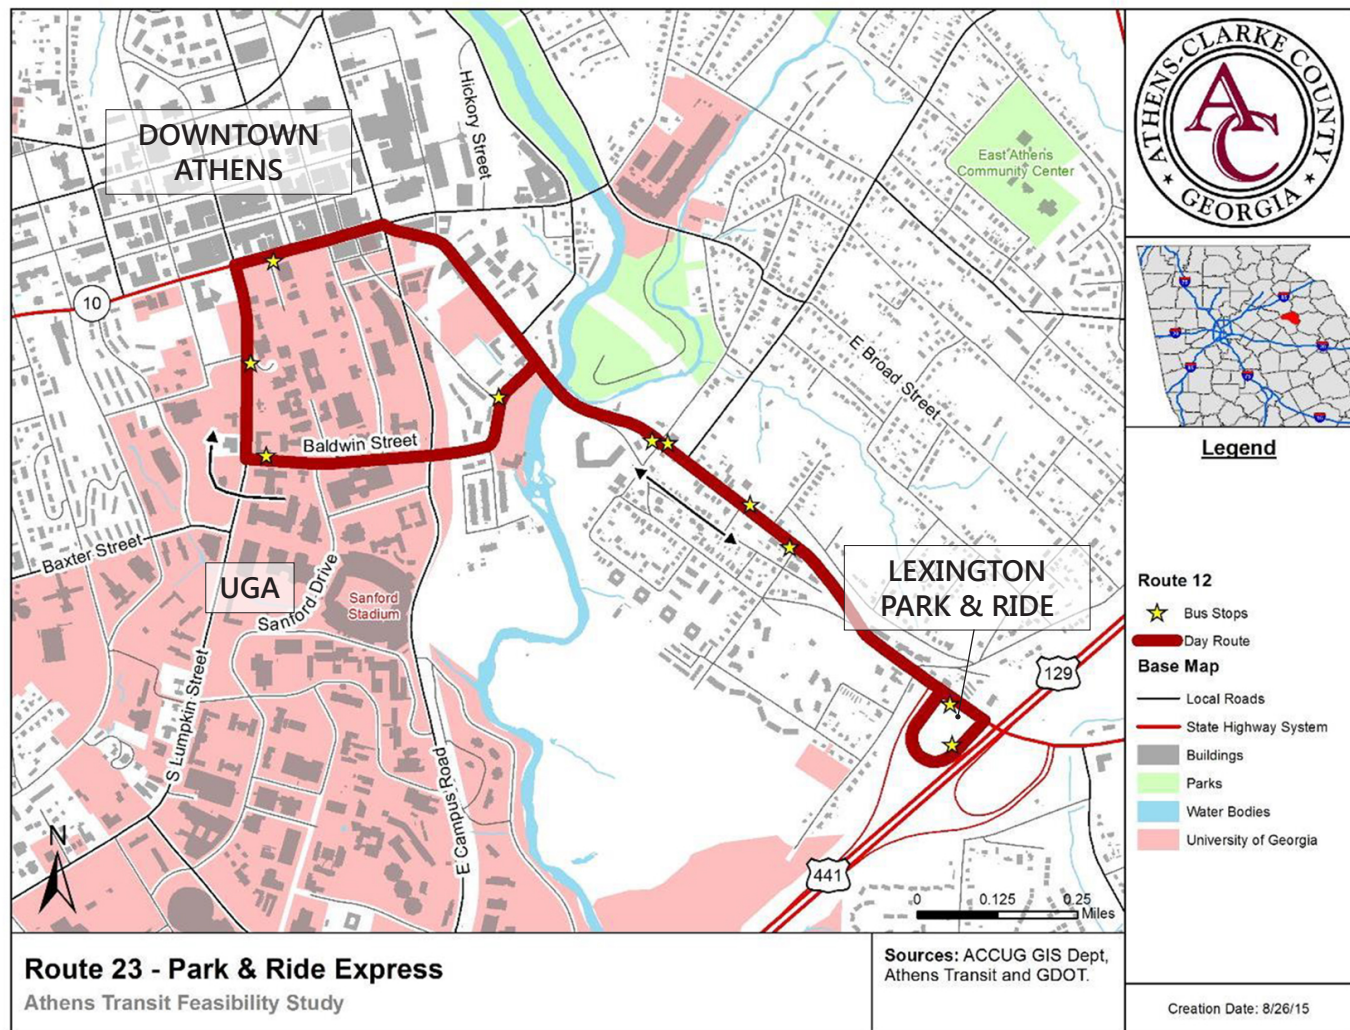 DOWNTOWN
ATHENS
Hickory Street
East Athens
Community Center
10
E Broad Street
Baldwin Street
Baxter Street
UGA
Sanford Drive
Sanford
Stadium
LEXINGTON
PARK & RIDE
129
S Lumpkin Street
E Campus Road
441
N
0 0.125 0.25
Miles
ATHENS-CLARKE COUNTY
GEORGIA
AC
Legend
Route 12
Bus Stops
Day Route
Base Map
Local Roads
State Highway System
Buildings
Parks
Water Bodies
University of Georgia
Route 23 - Park & Ride Express
Athens Transit Feasibility Study
Sources: ACCUG GIS Dept,
Athens Transit and GDOT.
Creation Date: 8/26/15